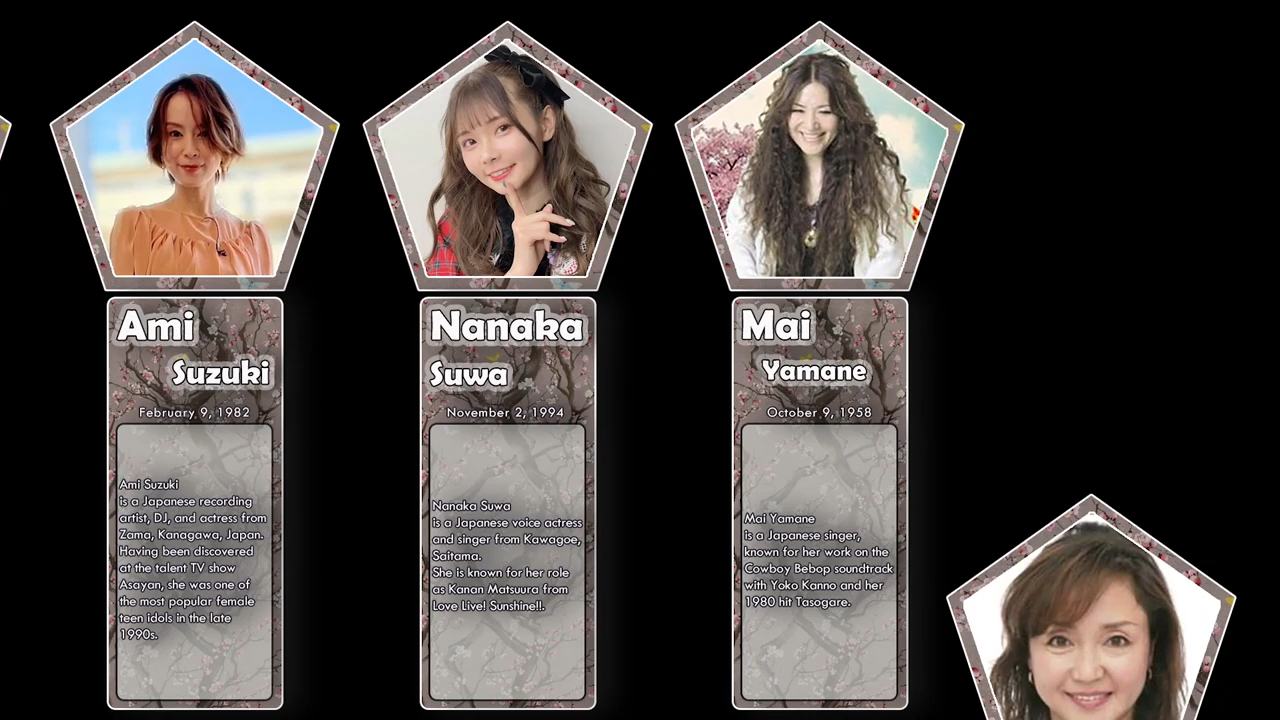 Ami
Suzuki
February 9, 1982
Ami Suzuki
is a Japanese recording
artist, DJ, and actress from
Zama, Kanagawa, Japan.
Having been discovered
at the talent TV show
Asayan, she was one of
the most popular female
teen idols in the late
1990s.
Nanaka
Suwa
November 2, 1994
Nanaka Suwa
is a Japanese voice actress
and singer from Kawagoe,
Saitama.
She is known for her role
as Kanan Matsuura from
Love Live! Sunshine!!.
Mai
Yamane
October 9, 1958
Mai Yamane
is a Japanese singer,
known for her work on the
Cowboy Bebop soundtrack
with Yoko Kanno and her
1980 hit Tasogare.